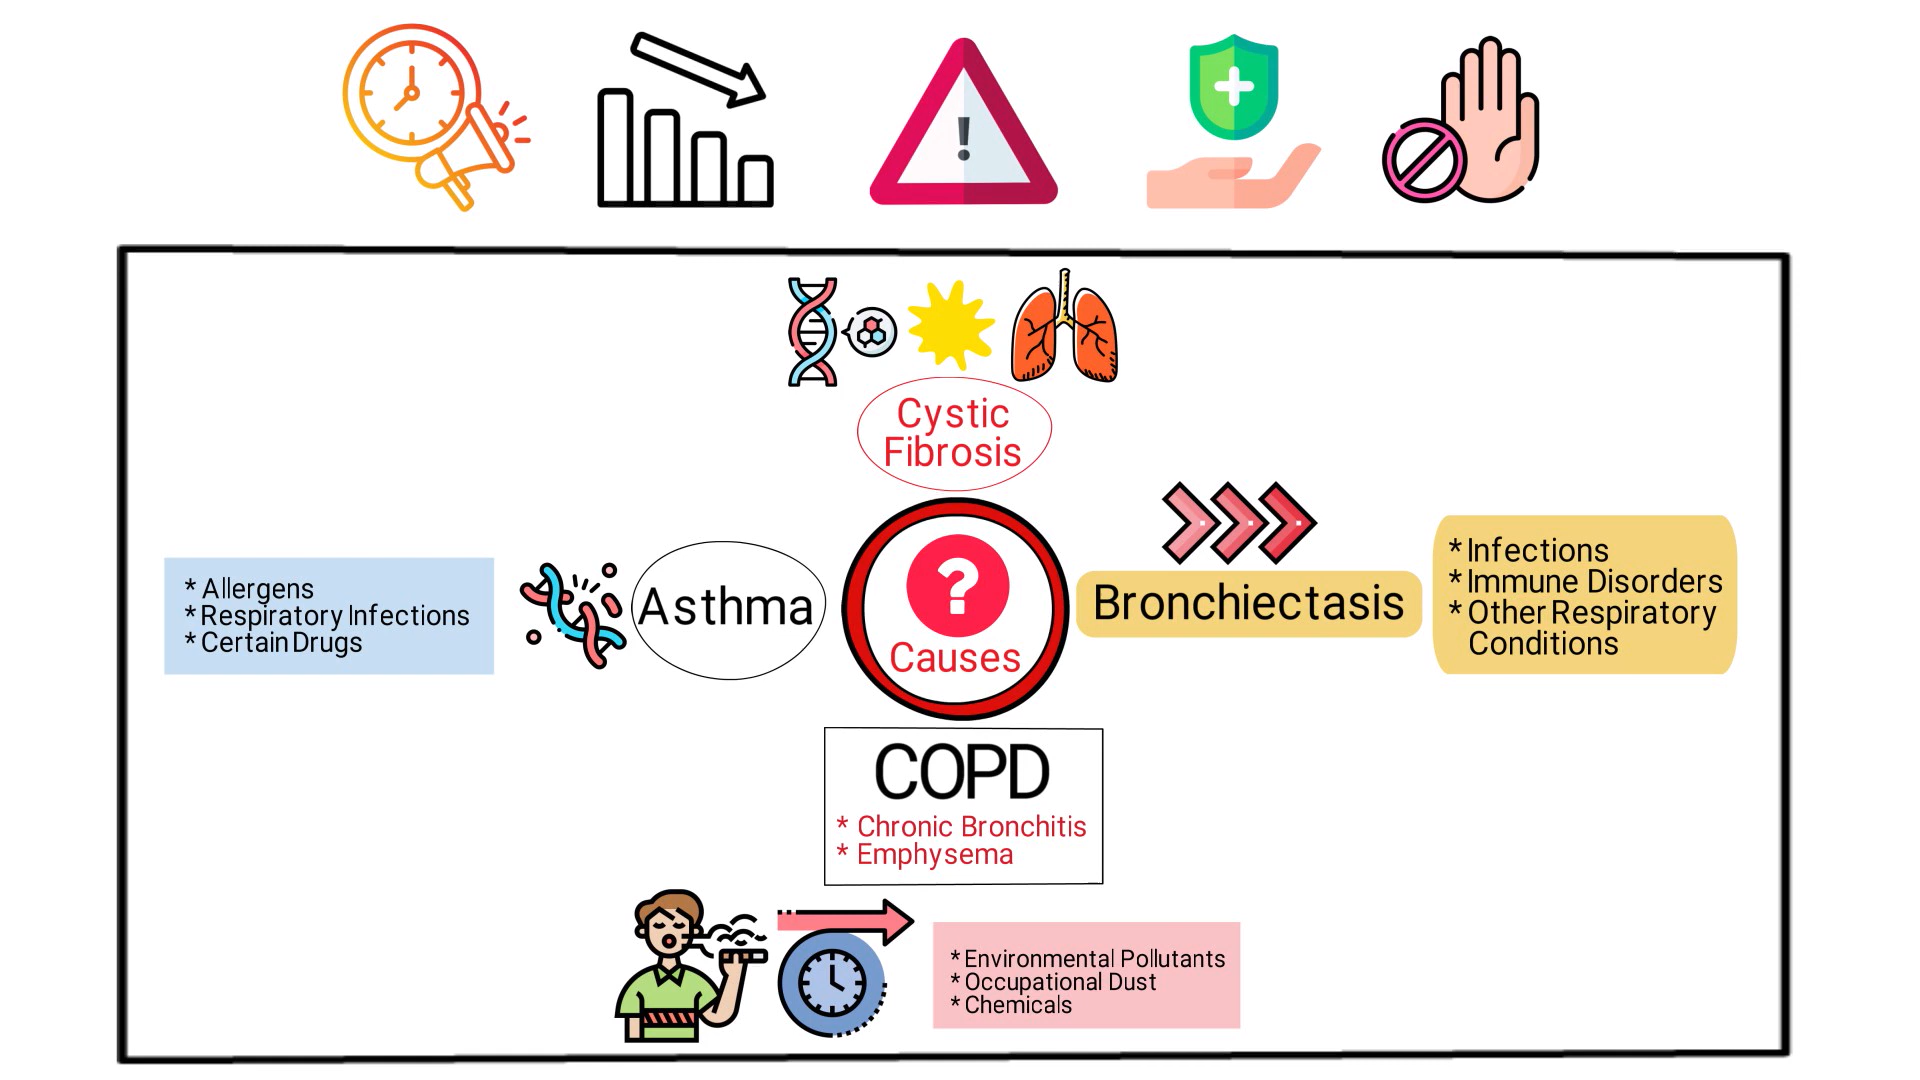 Cystic
Fibrosis
* Allergens
* Respiratory Infections
* Certain Drugs
Asthma
?
Causes
Bronchiectasis
* Infections
* Immune Disorders
* Other Respiratory
Conditions
COPD
* Chronic Bronchitis
* Emphysema
* Environmental Pollutants
* Occupational Dust
* Chemicals